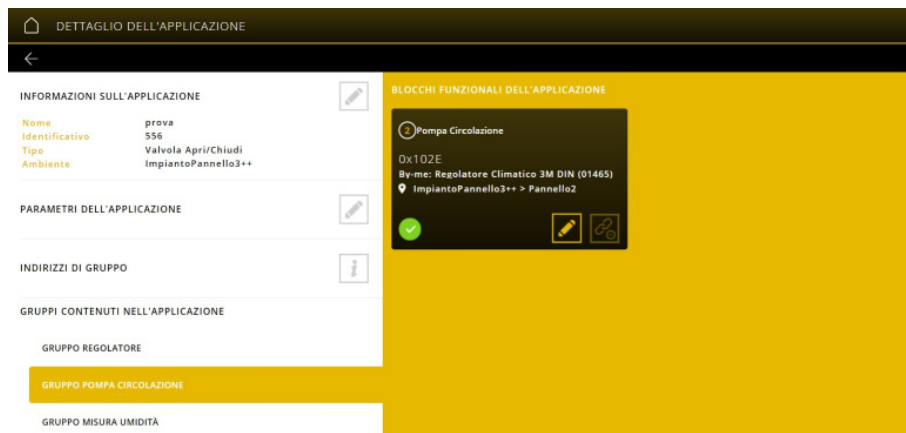 DETTAGLIO DELL'APPLICAZIONE
INFORMAZIONI SULL'APPLICAZIONE
Nome prova
Identificativo 556
Tipo Valvola Apri/Chiudi
Ambiente ImpiantoPannello3++
PARAMETRI DELL'APPLICAZIONE
INDIRIZZI DI GRUPPO
GRUPPI CONTENUTI NELL'APPLICAZIONE
GRUPPO REGOLATORE
GRUPPO POMPA CIRCOLAZIONE
GRUPPO MISURA UMIDITÀ
BLOCCHI FUNZIONALI DELL'APPLICAZIONE
2 Pompa Circolazione
0x102E
By-me: Regolatore Climatico 3M DIN (01465)
ImpiantoPannello3++ > Pannello2